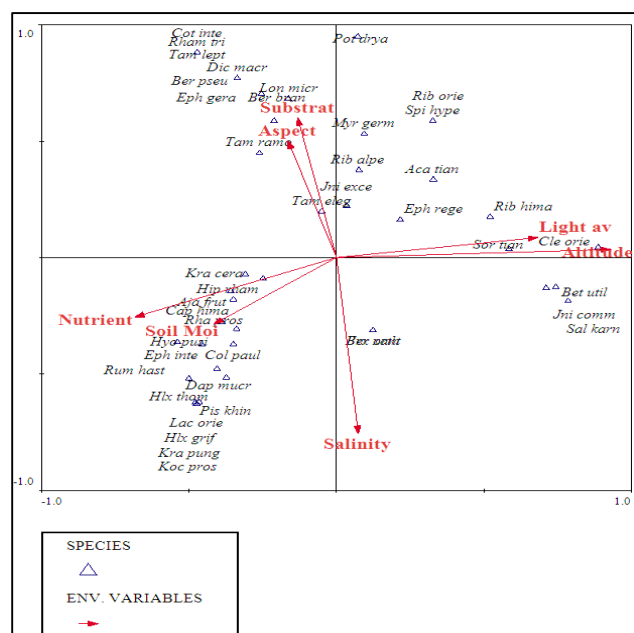 1.0
Cot inte
Rham tri
Tam lept
Pot drya
Dic macr
Ber pseu
Lon micr
Eph gera
Ber bran
Rib orie
Spi hype
Substrat
Aspect
Myr germ
Tam ramo
Rib alpe
Aca tian
Jni exce
Tam eleg
Eph rege
Rib hima
Light av
Sor tian
Cle orie
Altitude
Kra cera
Hip rham
Aja frut
Cap hima
Nutrient
Rha pros
Soil Moi
Bet util
Jni comm
Sal karn
Hyo pusi
Eph inte
Col paul
Rum hast
Dap mucr
Hlx thom
Pis khin
Lac orie
Hlx grif
Kra pung
Koc pros
Salinity
-1.0
-1.0
1.0
SPECIES
ENV. VARIABLES